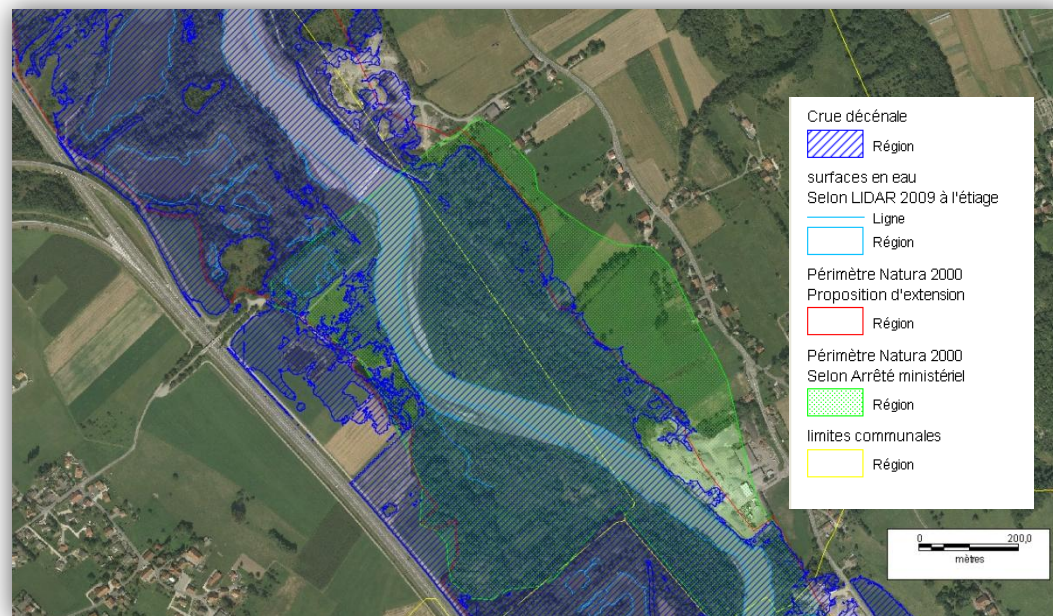 Crue décénale
Région
surfaces en eau
Selon LIDAR 2009 à l'étiage
Ligne
Région
Périmètre Natura 2000
Proposition d'extension
Région
Périmètre Natura 2000
Selon Arrêté ministériel
Région
limites communales
Région
0 200,0
mètres